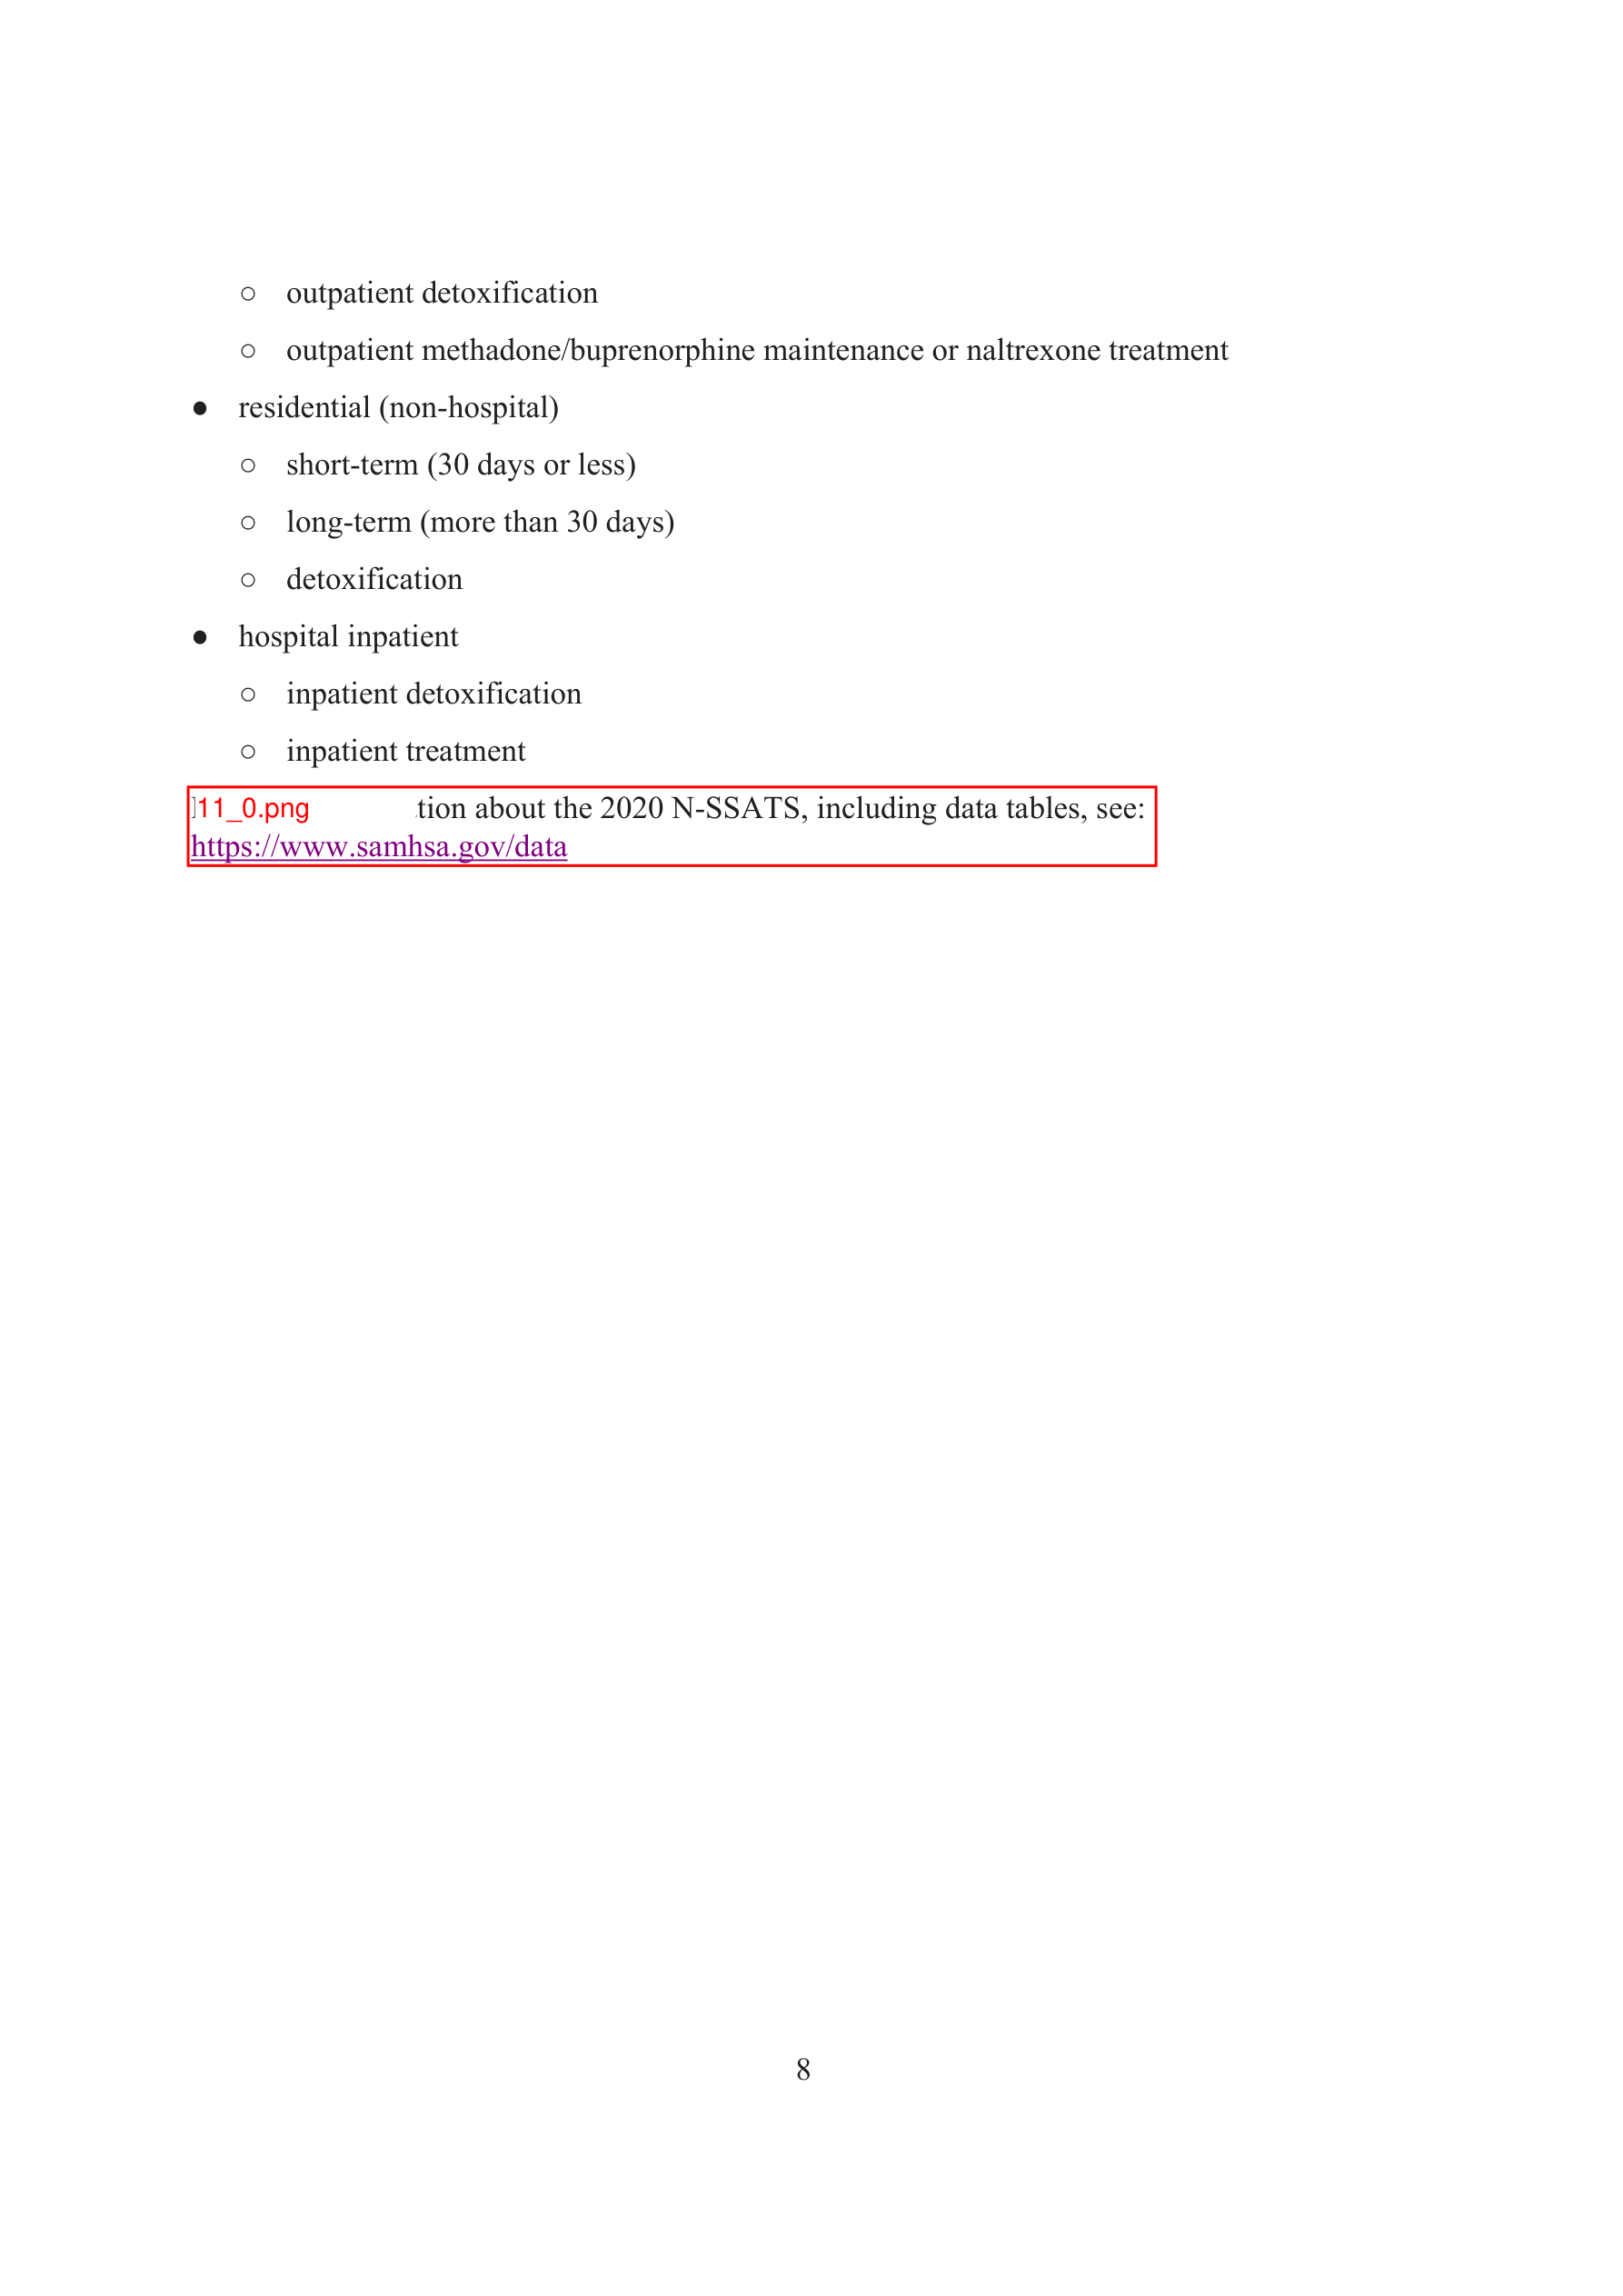 ○ outpatient detoxification
○ outpatient methadone/buprenorphine maintenance or naltrexone treatment
● residential (non-hospital)
○ short-term (30 days or less)
○ long-term (more than 30 days)
○ detoxification
● hospital inpatient
○ inpatient detoxification
○ inpatient treatment
11_0.png tion about the 2020 N-SSATS, including data tables, see:
https://www.samhsa.gov/data
8